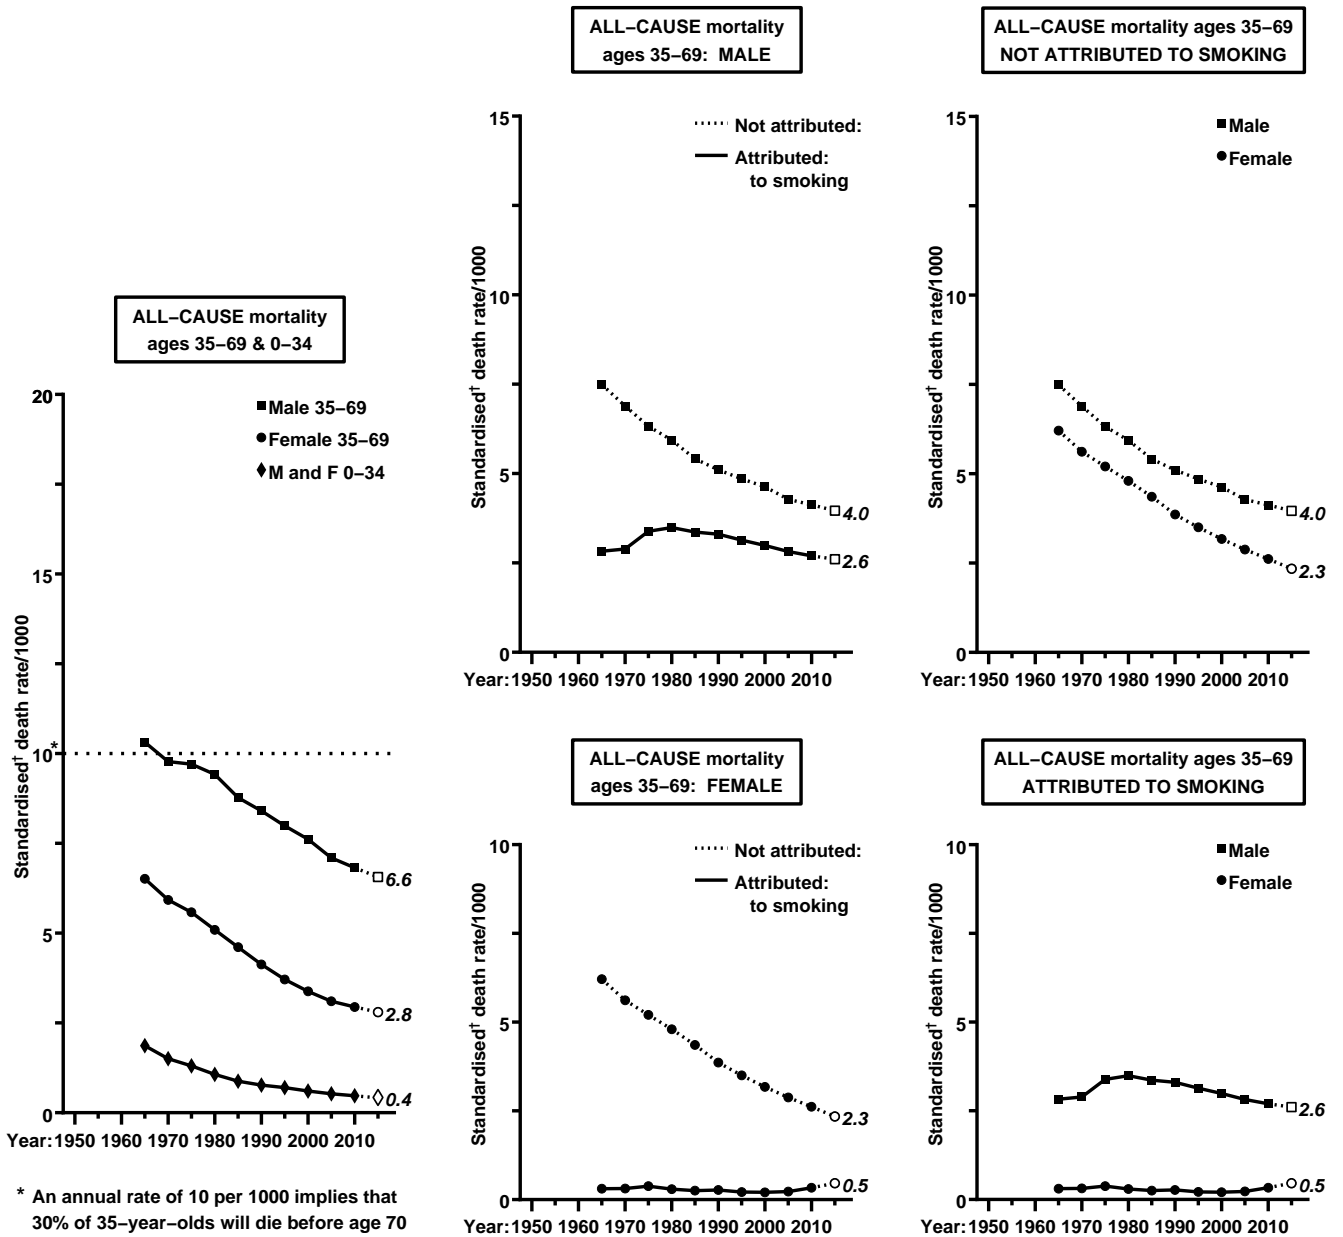 ALL–CAUSE mortality
ages 35–69 & 0–34
Male 35–69
Female 35–69
M and F 0–34
Standardised† death rate/1000
20
15
10*
5
0
6.6
2.8
0.4
Year: 1950 1960 1970 1980 1990 2000 2010
* An annual rate of 10 per 1000 implies that
30% of 35–year–olds will die before age 70
ALL–CAUSE mortality
ages 35–69: MALE
Not attributed:
Attributed:
to smoking
Standardised† death rate/1000
15
10
5
0
4.0
2.6
Year: 1950 1960 1970 1980 1990 2000 2010
ALL–CAUSE mortality ages 35–69
NOT ATTRIBUTED TO SMOKING
Male
Female
Standardised† death rate/1000
15
10
5
0
4.0
2.3
Year: 1950 1960 1970 1980 1990 2000 2010
ALL–CAUSE mortality
ages 35–69: FEMALE
Not attributed:
Attributed:
to smoking
Standardised† death rate/1000
10
5
0
2.3
0.5
Year: 1950 1960 1970 1980 1990 2000 2010
ALL–CAUSE mortality ages 35–69
ATTRIBUTED TO SMOKING
Male
Female
Standardised† death rate/1000
10
5
0
2.6
0.5
Year: 1950 1960 1970 1980 1990 2000 2010